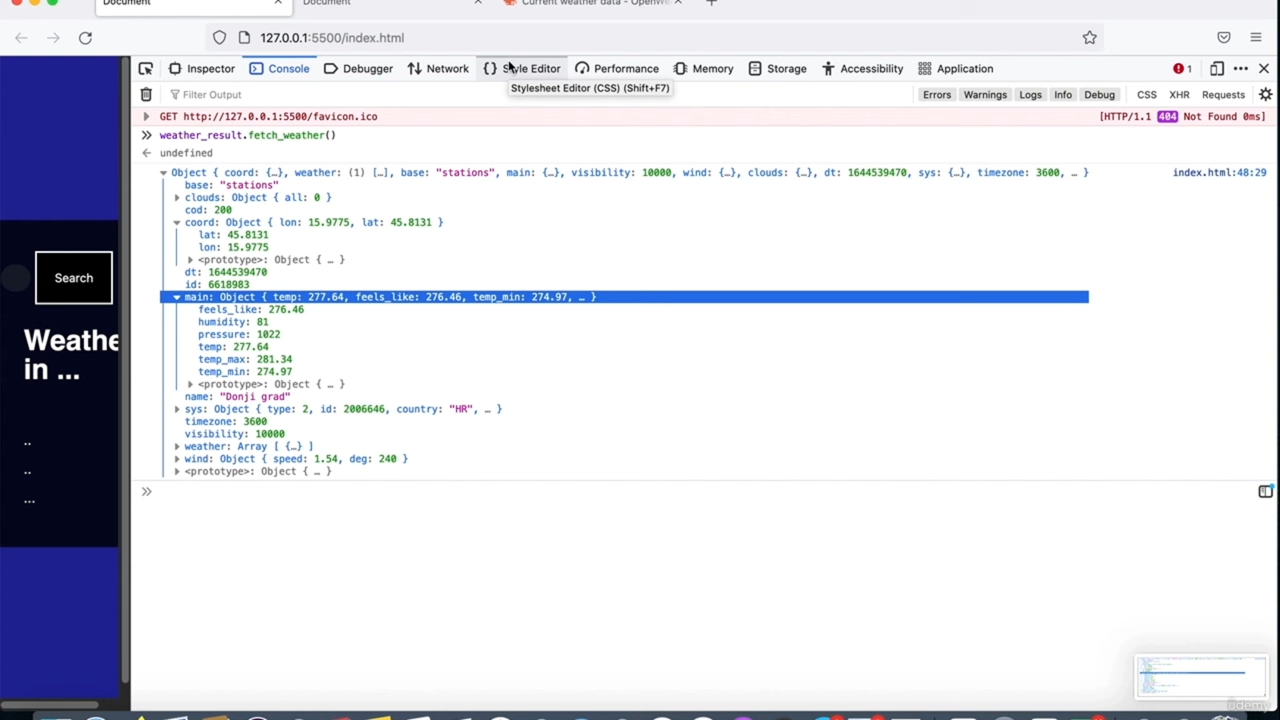 Document
Document
Current weather data - OpenWe
127.0.0.1:5500/index.html
Inspector Console Debugger Network Style Editor Performance Memory Storage Accessibility Application 1
Stylesheet Editor (CSS) (Shift+F7)
Filter Output Errors Warnings Logs Info Debug CSS XHR Requests
GET http://127.0.0.1:5500/favicon.ico [HTTP/1.1 404 Not Found 0ms]
>> weather_result.fetch_weather()
← undefined
Object { coord: {…}, weather: (1) […], base: "stations", main: {…}, visibility: 10000, wind: {…}, clouds: {…}, dt: 1644539470, sys: {…}, timezone: 3600, … } index.html:48:29
base: "stations"
clouds: Object { all: 0 }
cod: 200
coord: Object { lon: 15.9775, lat: 45.8131 }
lat: 45.8131
lon: 15.9775
<prototype>: Object { … }
dt: 1644539470
id: 6618983
main: Object { temp: 277.64, feels_like: 276.46, temp_min: 274.97, … }
feels_like: 276.46
humidity: 81
pressure: 1022
temp: 277.64
temp_max: 281.34
temp_min: 274.97
<prototype>: Object { … }
name: "Donji grad"
sys: Object { type: 2, id: 2006646, country: "HR", … }
timezone: 3600
visibility: 10000
weather: Array [ {…} ]
wind: Object { speed: 1.54, deg: 240 }
<prototype>: Object { … }
>>
Search
Weathe
in ...
..
..
...
Udemy